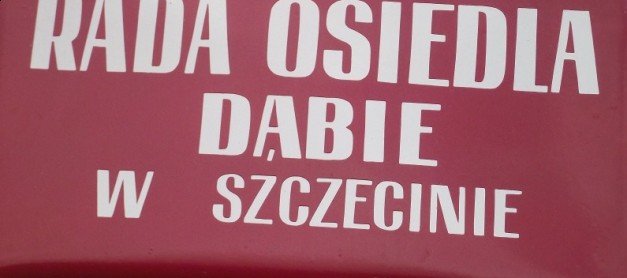 RADA OSIEDLA
DĄBIE
W SZCZECINIE